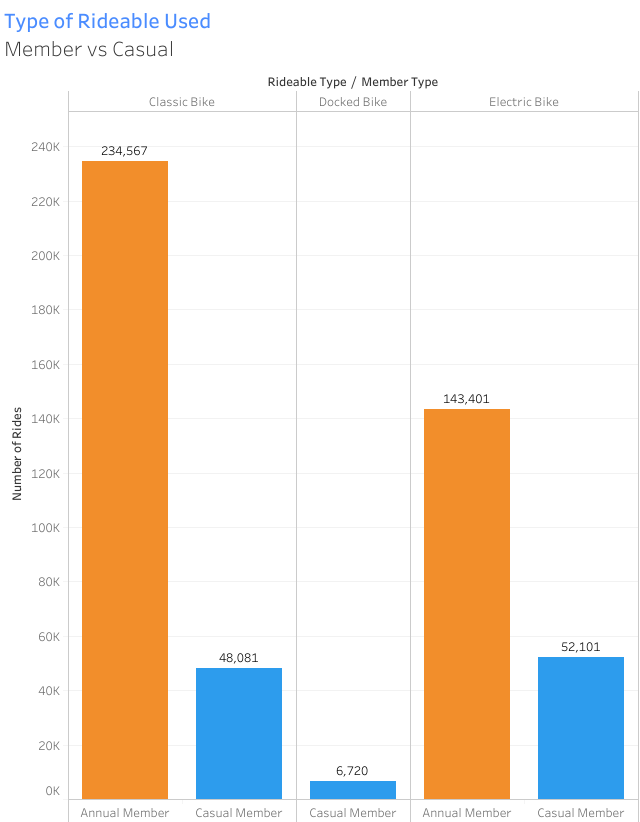 Type of Rideable Used
Member vs Casual
Rideable Type / Member Type
Classic Bike
Docked Bike
Electric Bike
Number of Rides
240K
220K
200K
180K
160K
140K
120K
100K
80K
60K
40K
20K
0K
234,567
48,081
6,720
143,401
52,101
Annual Member
Casual Member
Casual Member
Annual Member
Casual Member